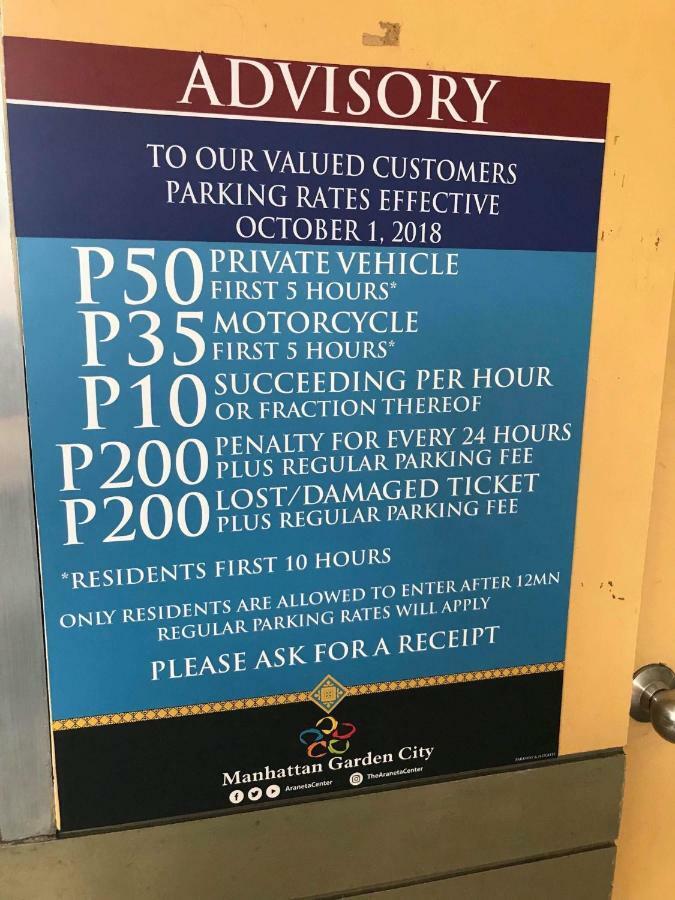 ADVISORY
TO OUR VALUED CUSTOMERS
PARKING RATES EFFECTIVE
OCTOBER 1, 2018
P50 PRIVATE VEHICLE
FIRST 5 HOURS*
P35 MOTORCYCLE
FIRST 5 HOURS*
P10 SUCCEEDING PER HOUR
OR FRACTION THEREOF
P200 PENALTY FOR EVERY 24 HOURS
PLUS REGULAR PARKING FEE
P200 LOST/DAMAGED TICKET
PLUS REGULAR PARKING FEE
*RESIDENTS FIRST 10 HOURS
ONLY RESIDENTS ARE ALLOWED TO ENTER AFTER 12MN
REGULAR PARKING RATES WILL APPLY
PLEASE ASK FOR A RECEIPT
Manhattan Garden City
AranetaCenter TheAranetaCenter